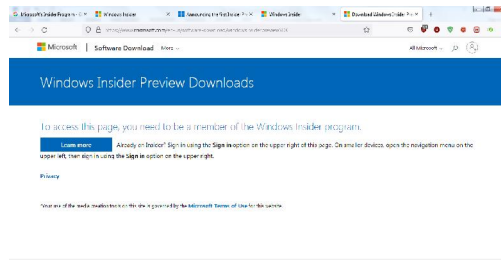 Microsoft Insider Program
Windows Insider
Announcing the first Inside
Windows Inside
Download Windows Insider Pr
Microsoft | Software Download More
All Microsoft
Windows Insider Preview Downloads
To access this page, you need to be a member of the Windows Insider program.
Learn more Already an Insider? Sign in using the Sign in option on the upper right of this page. On smaller devices, open the navigation menu on the
upper left, then sign in using the Sign in option on the upper right.
Privacy
*Your use of the media creation tools on this site is governed by the Microsoft Terms of Use for this website